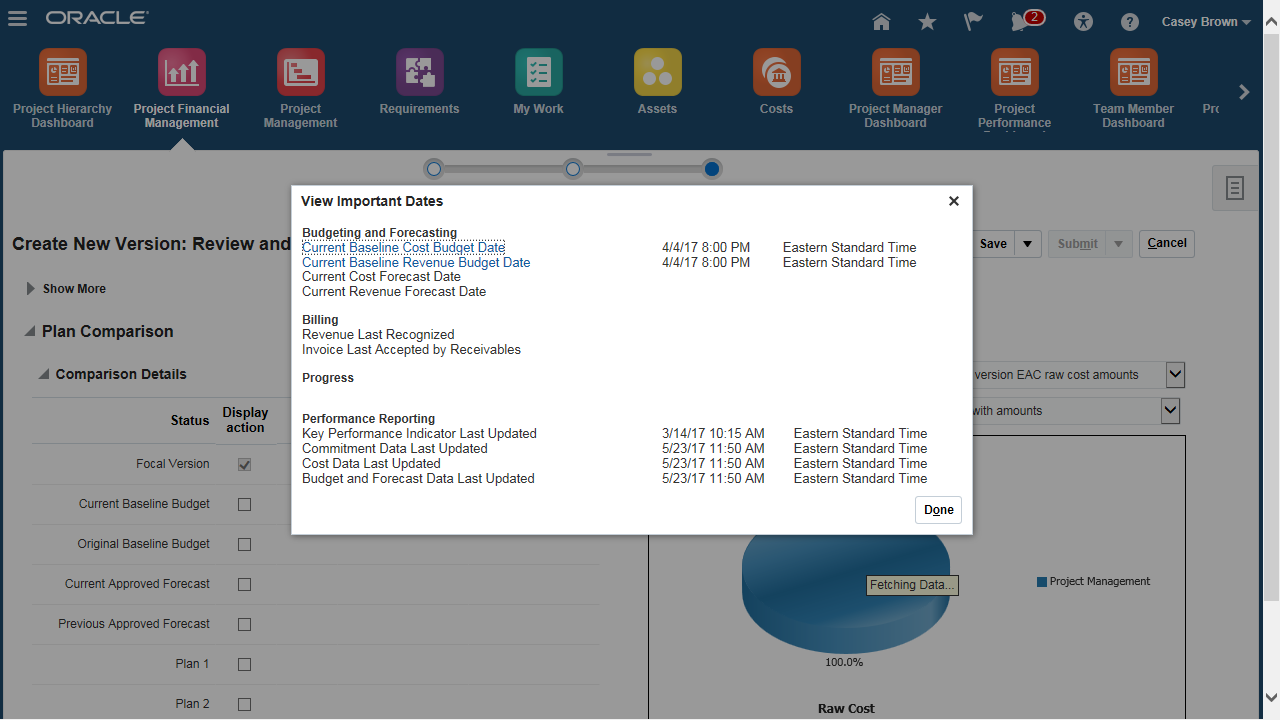 ORACLE
2
Casey Brown
Project Hierarchy Dashboard
Project Financial Management
Project Management
Requirements
My Work
Assets
Costs
Project Manager Dashboard
Project Performance
Team Member Dashboard
View Important Dates
Budgeting and Forecasting
Current Baseline Cost Budget Date 4/4/17 8:00 PM Eastern Standard Time
Current Baseline Revenue Budget Date 4/4/17 8:00 PM Eastern Standard Time
Current Cost Forecast Date
Current Revenue Forecast Date
Billing
Revenue Last Recognized
Invoice Last Accepted by Receivables
Progress
Performance Reporting
Key Performance Indicator Last Updated 3/14/17 10:15 AM Eastern Standard Time
Commitment Data Last Updated 5/23/17 11:50 AM Eastern Standard Time
Cost Data Last Updated 5/23/17 11:50 AM Eastern Standard Time
Budget and Forecast Data Last Updated 5/23/17 11:50 AM Eastern Standard Time
Done
Create New Version: Review and
Save
Submit
Cancel
Show More
Plan Comparison
Comparison Details
version EAC raw cost amounts
with amounts
Status
Display action
Focal Version
Current Baseline Budget
Original Baseline Budget
Current Approved Forecast
Previous Approved Forecast
Plan 1
Plan 2
Fetching Data...
Project Management
100.0%
Raw Cost